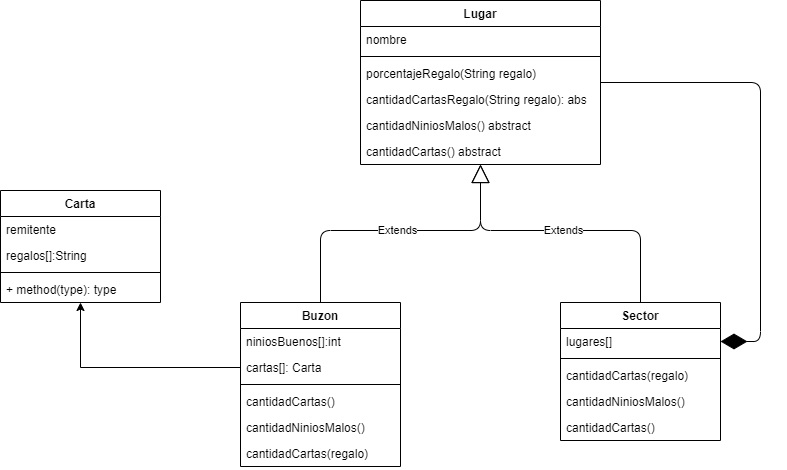 Lugar
nombre
porcentajeRegalo(String regalo)
cantidadCartasRegalo(String regalo): abs
cantidadNiniosMalos() abstract
cantidadCartas() abstract
Extends
Extends
Carta
remitente
regalos[]:String
+ method(type): type
Buzon
niniosBuenos[]:int
cartas[]: Carta
cantidadCartas()
cantidadNiniosMalos()
cantidadCartas(regalo)
Sector
lugares[]
cantidadCartas(regalo)
cantidadNiniosMalos()
cantidadCartas()